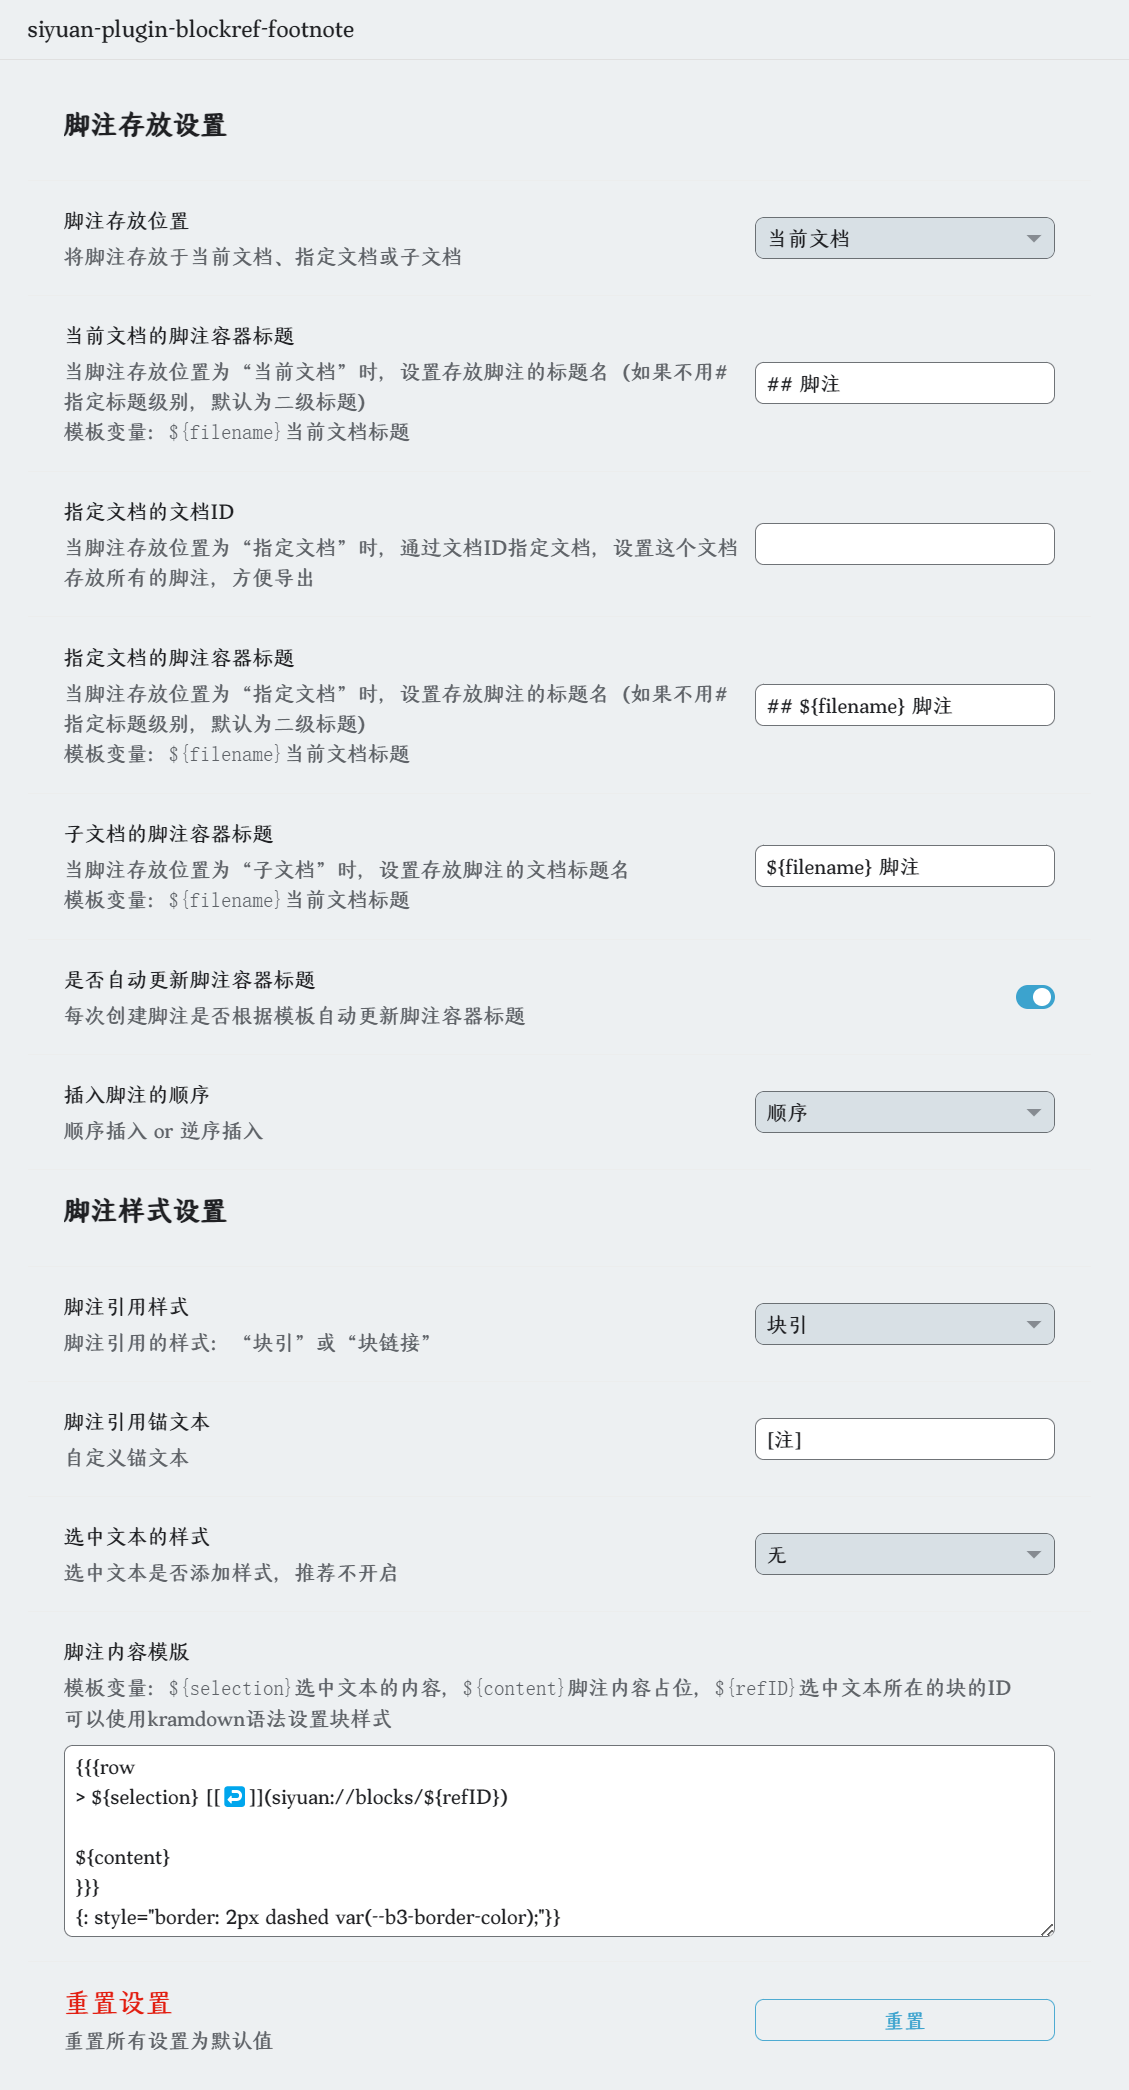 siyuan-plugin-blockref-footnote
脚注存放设置
脚注存放位置
将脚注存放于当前文档、指定文档或子文档
当前文档
当前文档的脚注容器标题
当脚注存放位置为“当前文档”时，设置存放脚注的标题名（如果不用#
指定标题级别，默认为二级标题）
模板变量：${filename}当前文档标题
## 脚注
指定文档的文档ID
当脚注存放位置为“指定文档”时，通过文档ID指定文档，设置这个文档
存放所有的脚注，方便导出
指定文档的脚注容器标题
当脚注存放位置为“指定文档”时，设置存放脚注的标题名（如果不用#
指定标题级别，默认为二级标题）
模板变量：${filename}当前文档标题
## ${filename} 脚注
子文档的脚注容器标题
当脚注存放位置为“子文档”时，设置存放脚注的文档标题名
模板变量：${filename}当前文档标题
${filename} 脚注
是否自动更新脚注容器标题
每次创建脚注是否根据模板自动更新脚注容器标题
插入脚注的顺序
顺序插入 or 逆序插入
顺序
脚注样式设置
脚注引用样式
脚注引用的样式：“块引”或“块链接”
块引
脚注引用锚文本
自定义锚文本
[注]
选中文本的样式
选中文本是否添加样式，推荐不开启
无
脚注内容模版
模板变量：${selection}选中文本的内容，${content}脚注内容占位，${refID}选中文本所在的块的ID
可以使用kramdown语法设置块样式
{{{row
> ${selection} [[↩️]](siyuan://blocks/${refID})
${content}
}}}
{: style="border: 2px dashed var(--b3-border-color);"}}
重置设置
重置所有设置为默认值
重置